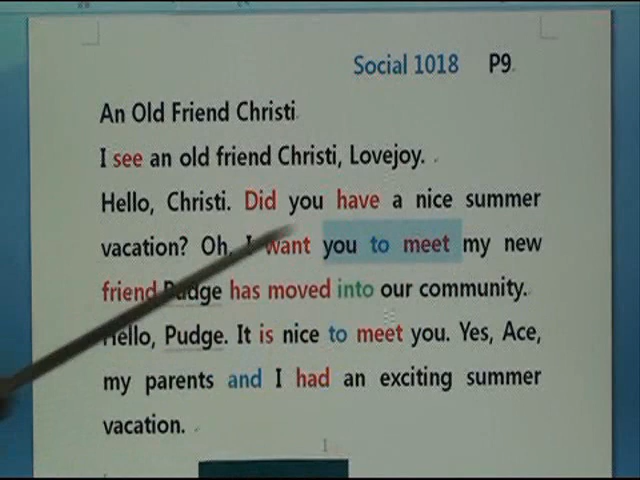 Social 1018 P9
An Old Friend Christi
I see an old friend Christi, Lovejoy.
Hello, Christi. Did you have a nice summer
vacation? Oh, I want you to meet my new
friend Pudge has moved into our community.
Hello, Pudge. It is nice to meet you. Yes, Ace,
my parents and I had an exciting summer
vacation.
1